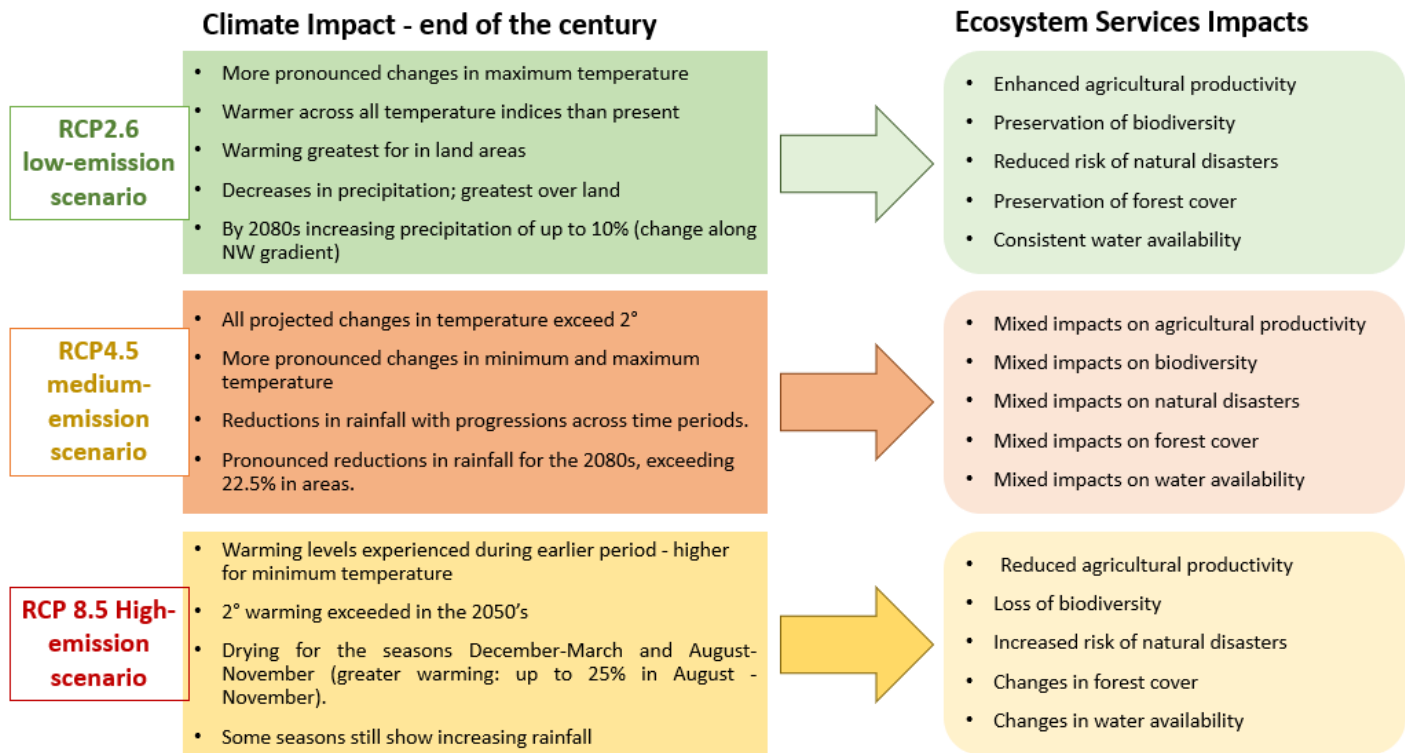 Climate Impact - end of the century
Ecosystem Services Impacts
RCP2.6
low-emission
scenario
• More pronounced changes in maximum temperature
• Warmer across all temperature indices than present
• Warming greatest for in land areas
• Decreases in precipitation; greatest over land
• By 2080s increasing precipitation of up to 10% (change along
NW gradient)
• Enhanced agricultural productivity
• Preservation of biodiversity
• Reduced risk of natural disasters
• Preservation of forest cover
• Consistent water availability
RCP4.5
medium-
emission
scenario
• All projected changes in temperature exceed 2°
• More pronounced changes in minimum and maximum
temperature
• Reductions in rainfall with progressions across time periods.
• Pronounced reductions in rainfall for the 2080s, exceeding
22.5% in areas.
• Mixed impacts on agricultural productivity
• Mixed impacts on biodiversity
• Mixed impacts on natural disasters
• Mixed impacts on forest cover
• Mixed impacts on water availability
RCP 8.5 High-
emission
scenario
• Warming levels experienced during earlier period - higher
for minimum temperature
• 2° warming exceeded in the 2050's
• Drying for the seasons December-March and August-
November (greater warming: up to 25% in August -
November).
• Some seasons still show increasing rainfall
• Reduced agricultural productivity
• Loss of biodiversity
• Increased risk of natural disasters
• Changes in forest cover
• Changes in water availability